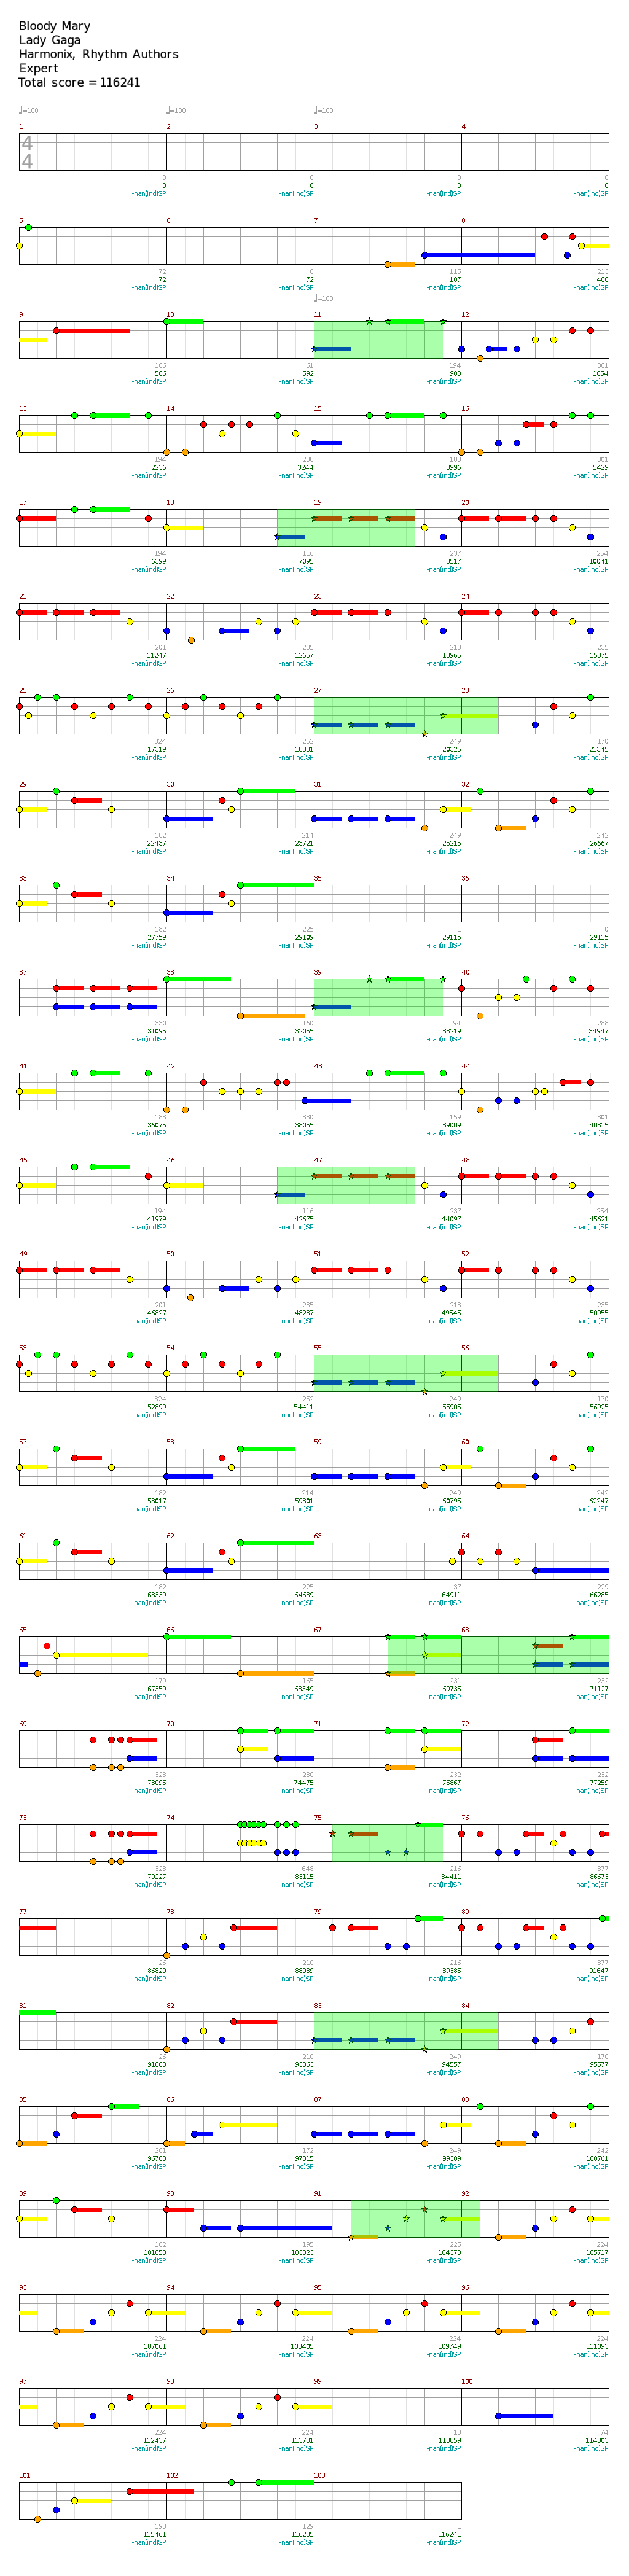 Bloody Mary
Lady Gaga
Harmonix, Rhythm Authors
Expert
Total score = 116241
♩=100 ♩=100 ♩=100
1 2 3 4
4
4
0 0 0 0
0 0 0 0
-nan(ind)SP -nan(ind)SP -nan(ind)SP -nan(ind)SP
5 6 7 8
72 0 115 213
72 72 187 400
-nan(ind)SP -nan(ind)SP -nan(ind)SP -nan(ind)SP
♩=100
9 10 11 12
106 61 194 301
506 592 980 1654
-nan(ind)SP -nan(ind)SP -nan(ind)SP -nan(ind)SP
13 14 15 16
194 288 188 301
2236 3244 3996 5429
-nan(ind)SP -nan(ind)SP -nan(ind)SP -nan(ind)SP
17 18 19 20
194 116 237 254
6399 7095 8517 10041
-nan(ind)SP -nan(ind)SP -nan(ind)SP -nan(ind)SP
21 22 23 24
201 235 218 235
11247 12657 13965 15375
-nan(ind)SP -nan(ind)SP -nan(ind)SP -nan(ind)SP
25 26 27 28
324 252 249 170
17319 18831 20325 21345
-nan(ind)SP -nan(ind)SP -nan(ind)SP -nan(ind)SP
29 30 31 32
182 214 249 242
22437 23721 25215 26667
-nan(ind)SP -nan(ind)SP -nan(ind)SP -nan(ind)SP
33 34 35 36
182 225 1 0
27759 29109 29115 29115
-nan(ind)SP -nan(ind)SP -nan(ind)SP -nan(ind)SP
37 38 39 40
330 160 194 288
31095 32055 33219 34947
-nan(ind)SP -nan(ind)SP -nan(ind)SP -nan(ind)SP
41 42 43 44
188 330 159 301
36075 38055 39009 40815
-nan(ind)SP -nan(ind)SP -nan(ind)SP -nan(ind)SP
45 46 47 48
194 116 237 254
41979 42675 44097 45621
-nan(ind)SP -nan(ind)SP -nan(ind)SP -nan(ind)SP
49 50 51 52
201 235 218 235
46827 48237 49545 50955
-nan(ind)SP -nan(ind)SP -nan(ind)SP -nan(ind)SP
53 54 55 56
324 252 249 170
52899 54411 55905 56925
-nan(ind)SP -nan(ind)SP -nan(ind)SP -nan(ind)SP
57 58 59 60
182 214 249 242
58017 59301 60795 62247
-nan(ind)SP -nan(ind)SP -nan(ind)SP -nan(ind)SP
61 62 63 64
182 225 37 229
63339 64689 64911 66285
-nan(ind)SP -nan(ind)SP -nan(ind)SP -nan(ind)SP
65 66 67 68
179 165 231 232
67359 68349 69735 71127
-nan(ind)SP -nan(ind)SP -nan(ind)SP -nan(ind)SP
69 70 71 72
328 230 232 232
73095 74475 75867 77259
-nan(ind)SP -nan(ind)SP -nan(ind)SP -nan(ind)SP
73 74 75 76
328 648 216 377
79227 83115 84411 86673
-nan(ind)SP -nan(ind)SP -nan(ind)SP -nan(ind)SP
77 78 79 80
26 210 216 377
86829 88089 89385 91647
-nan(ind)SP -nan(ind)SP -nan(ind)SP -nan(ind)SP
81 82 83 84
26 210 249 170
91803 93063 94557 95577
-nan(ind)SP -nan(ind)SP -nan(ind)SP -nan(ind)SP
85 86 87 88
201 172 249 242
96783 97815 99309 100761
-nan(ind)SP -nan(ind)SP -nan(ind)SP -nan(ind)SP
89 90 91 92
182 195 225 224
101853 103023 104373 105717
-nan(ind)SP -nan(ind)SP -nan(ind)SP -nan(ind)SP
93 94 95 96
224 224 224 224
107061 108405 109749 111093
-nan(ind)SP -nan(ind)SP -nan(ind)SP -nan(ind)SP
97 98 99 100
224 224 13 74
112437 113781 113859 114303
-nan(ind)SP -nan(ind)SP -nan(ind)SP -nan(ind)SP
101 102 103
193 129 1
115461 116235 116241
-nan(ind)SP -nan(ind)SP -nan(ind)SP